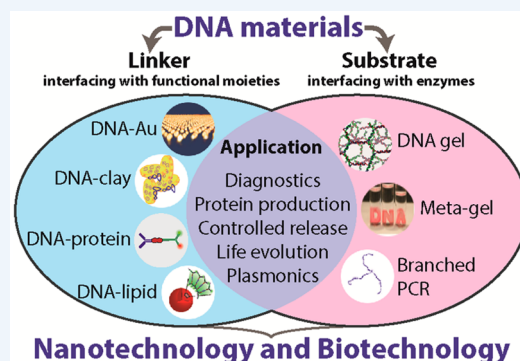 DNA materials
Linker
interfacing with functional moieties
Substrate
interfacing with enzymes
DNA-Au
DNA-clay
DNA-protein
DNA-lipid
Application
Diagnostics
Protein production
Controlled release
Life evolution
Plasmonics
DNA gel
Meta-gel
DNA
Branched
PCR
Nanotechnology and Biotechnology